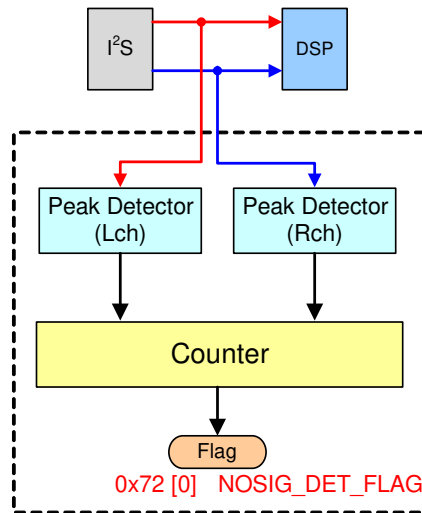 I²S
DSP
Peak Detector
(Lch)
Peak Detector
(Rch)
Counter
Flag
0x72 [0] NOSIG_DET_FLAG